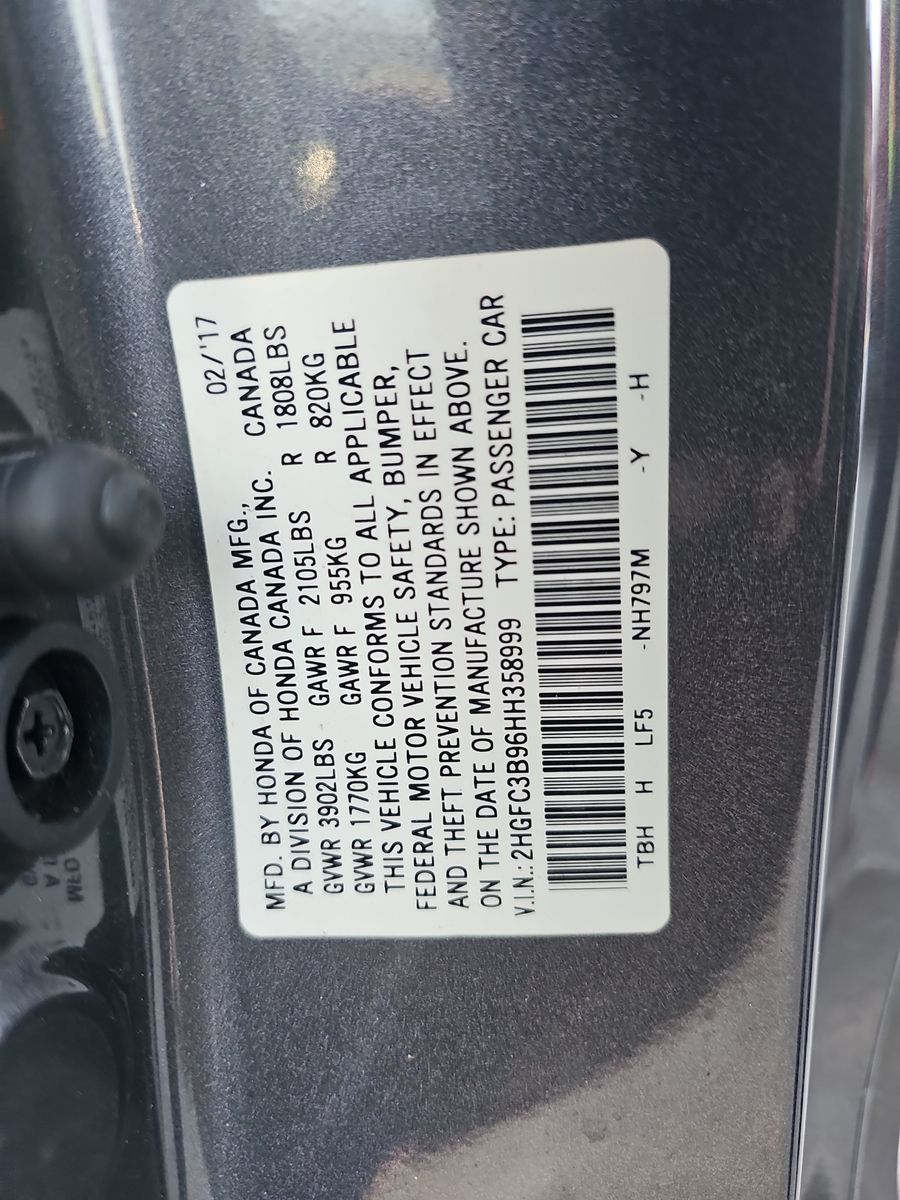 MFD. BY HONDA OF CANADA MFG., 02/'17
A DIVISION OF HONDA CANADA INC. CANADA
GVWR 3902LBS GAWR F 2105LBS R 1808LBS
GVWR 1770KG GAWR F 955KG R 820KG
THIS VEHICLE CONFORMS TO ALL APPLICABLE
FEDERAL MOTOR VEHICLE SAFETY, BUMPER,
AND THEFT PREVENTION STANDARDS IN EFFECT
ON THE DATE OF MANUFACTURE SHOWN ABOVE.
V.I.N.: 2HGFC3B96HH358999 TYPE: PASSENGER CAR
TBH H LF5 -NH797M -Y -H